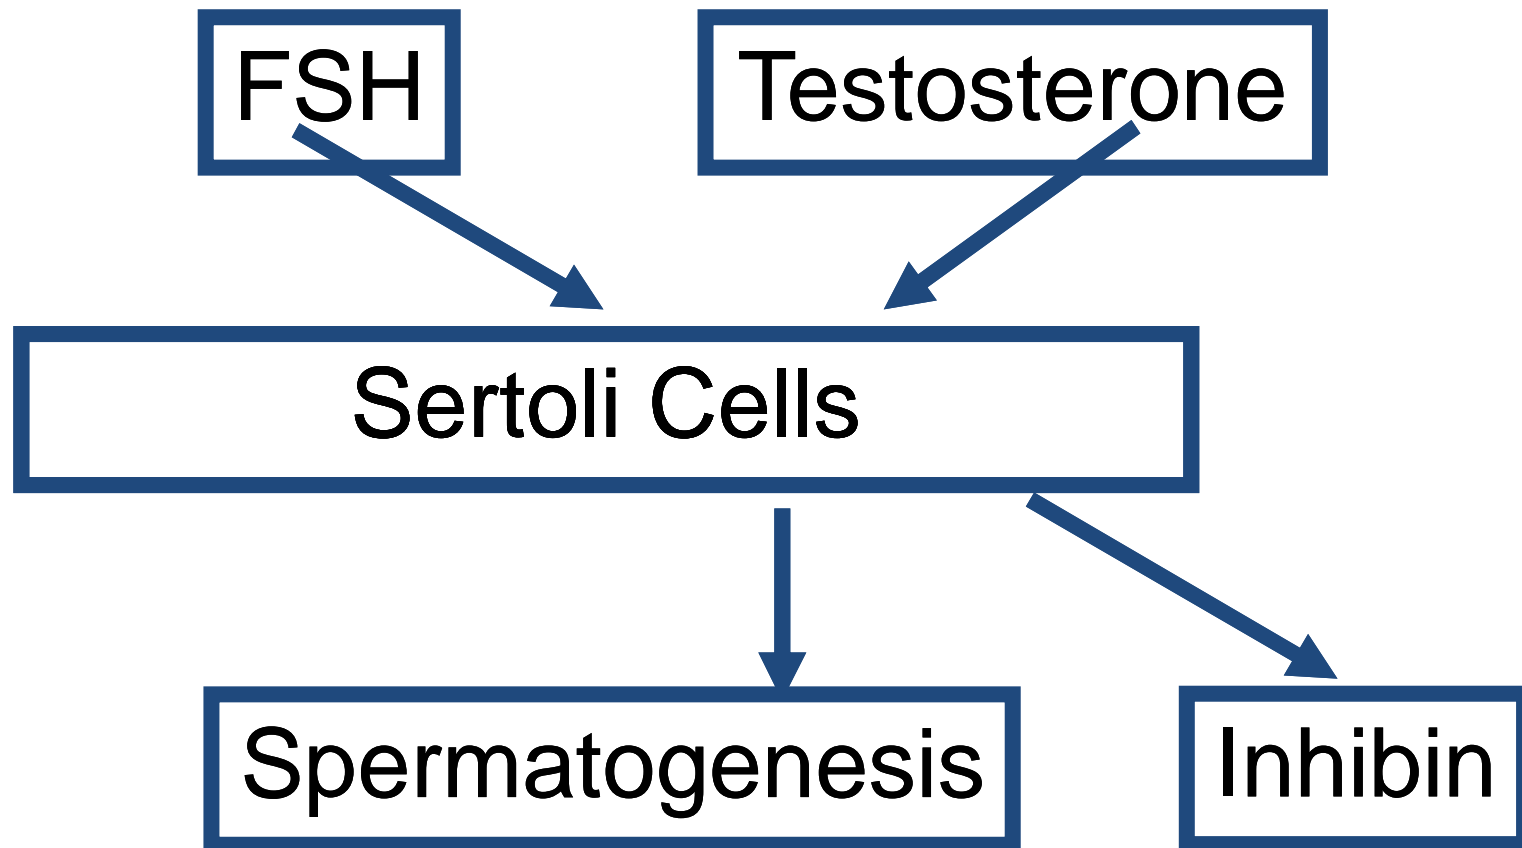 FSH
Testosterone
Sertoli Cells
Spermatogenesis
Inhibin